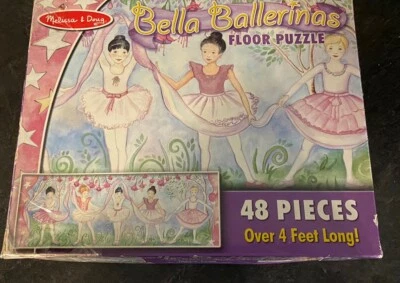 Melissa & Doug
Bella Ballerinas
FLOOR PUZZLE
48 PIECES
Over 4 Feet Long!